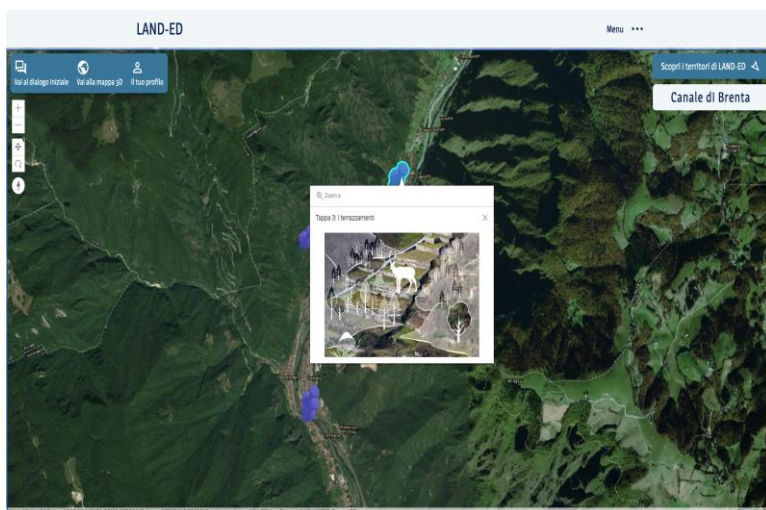 LAND-ED
Menu
Vai al dialogo iniziale
Vai alla mappa 3D
Il tuo profilo
Scopri i territori di LAND-ED
Canale di Brenta
Zoom a
Tappa 3: I terrazzamenti